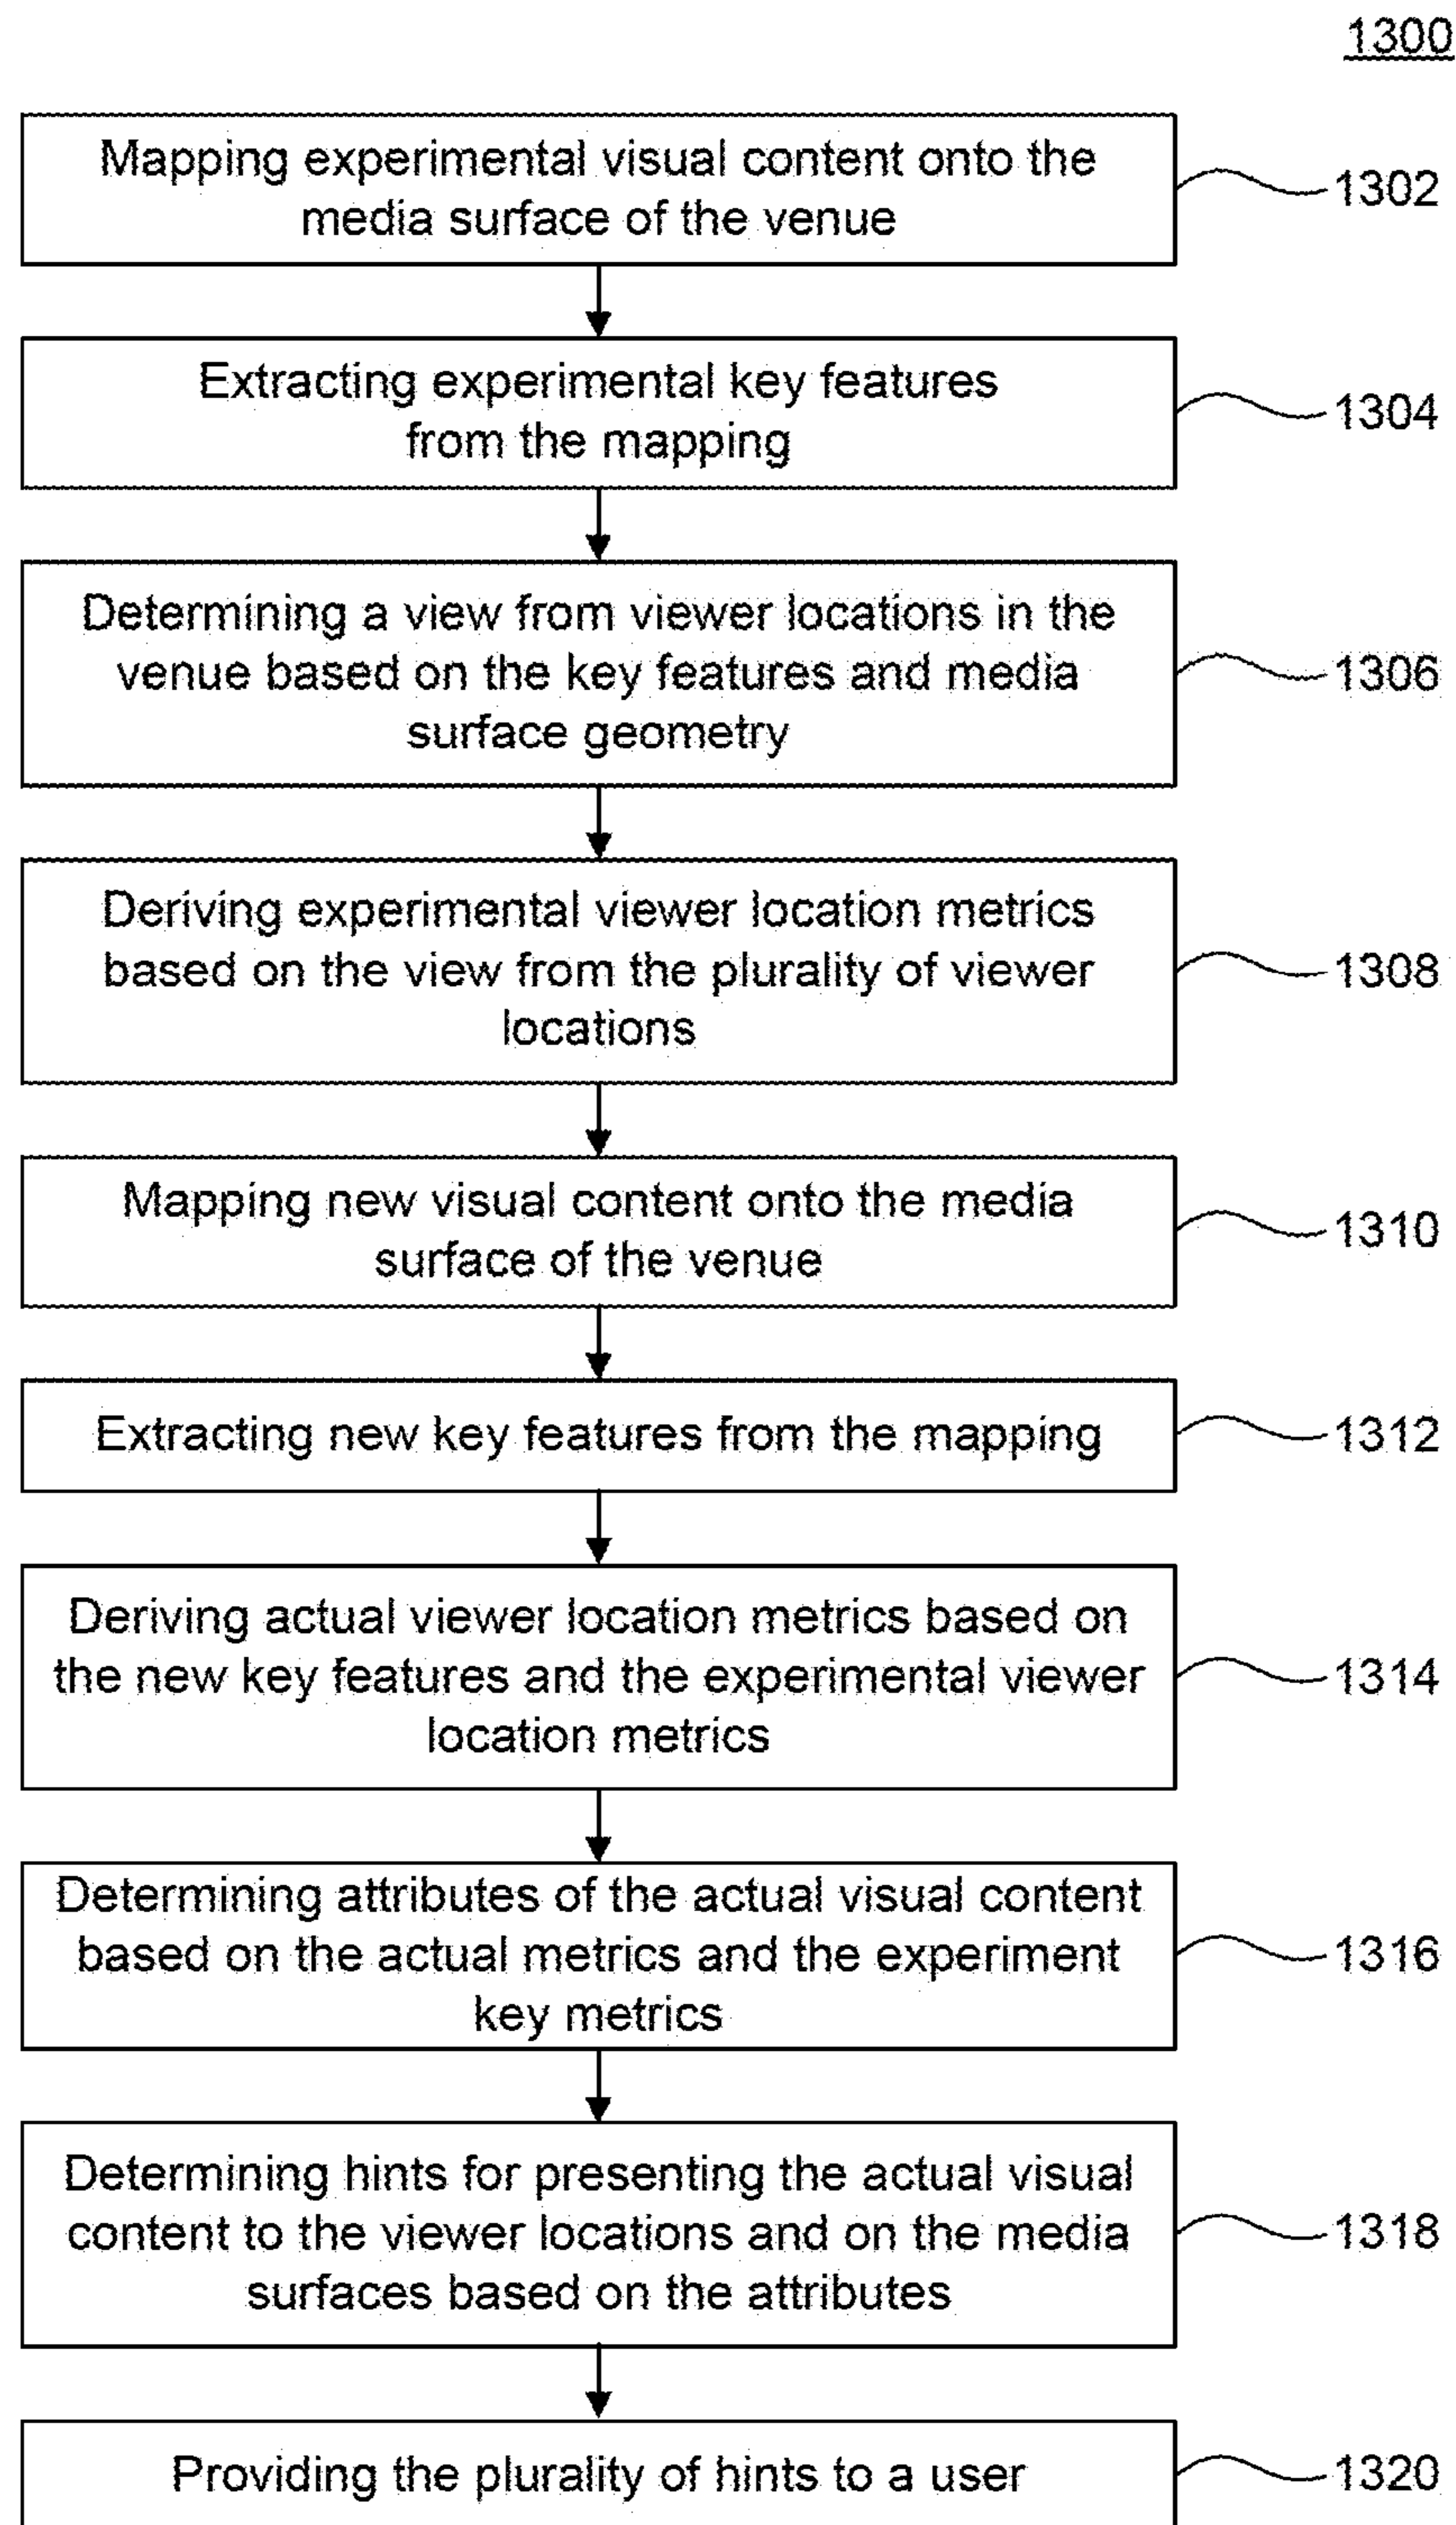 1300
Mapping experimental visual content onto the
media surface of the venue
1302
Extracting experimental key features
from the mapping
1304
Determining a view from viewer locations in the
venue based on the key features and media
surface geometry
1306
Deriving experimental viewer location metrics
based on the view from the plurality of viewer
locations
1308
Mapping new visual content onto the media
surface of the venue
1310
Extracting new key features from the mapping
1312
Deriving actual viewer location metrics based on
the new key features and the experimental viewer
location metrics
1314
Determining attributes of the actual visual content
based on the actual metrics and the experiment
key metrics
1316
Determining hints for presenting the actual visual
content to the viewer locations and on the media
surfaces based on the attributes
1318
Providing the plurality of hints to a user
1320